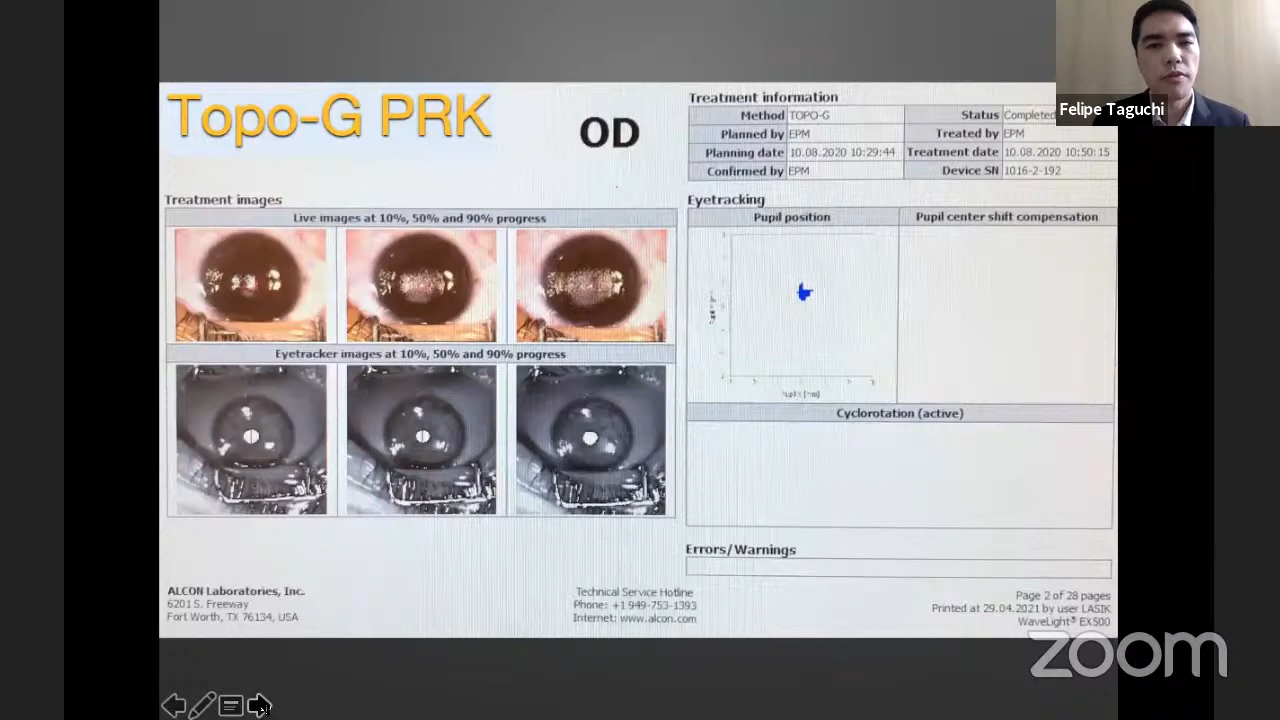 Topo-G PRK
OD
Felipe Taguchi
Treatment information
Method TOPO-G Status Completed
Planned by EPM Treated by EPM
Planning date 10.08.2020 10:29:44 Treatment date 10.08.2020 10:50:15
Confirmed by EPM Device SN 1016-2-192
Treatment images
Live images at 10%, 50% and 90% progress
Eyetracker images at 10%, 50% and 90% progress
Eyetracking
Pupil position Pupil center shift compensation
Cyclorotation (active)
Errors/Warnings
ALCON Laboratories, Inc.
6201 S. Freeway
Fort Worth, TX 76134, USA
Technical Service Hotline
Phone: +1 949-753-1393
Internet: www.alcon.com
Page 2 of 28 pages
Printed at 29.04.2021 by user LASIK
WaveLight® EX500
zoom